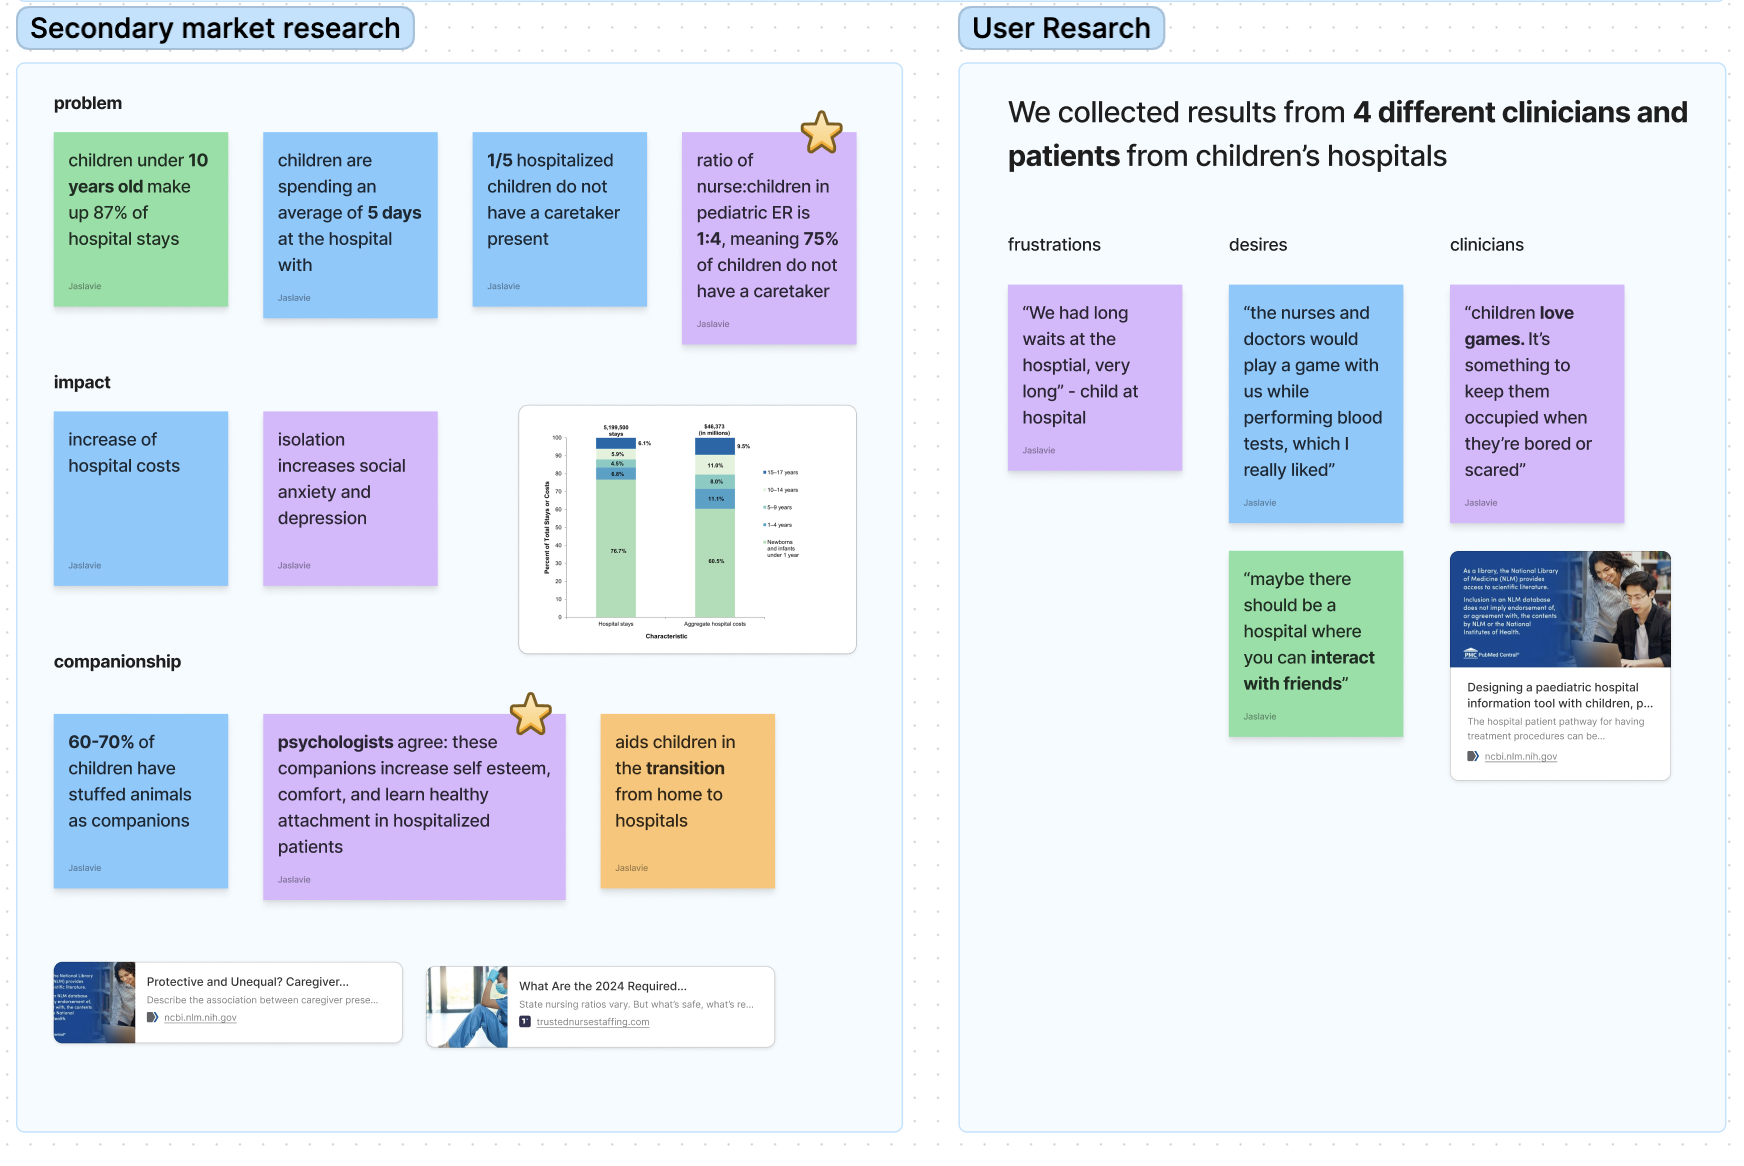 Secondary market research
problem
children under 10
years old make
up 87% of
hospital stays
Jaslavie
children are
spending an
average of 5 days
at the hospital
with
Jaslavie
1/5 hospitalized
children do not
have a caretaker
present
Jaslavie
ratio of
nurse:children in
pediatric ER is
1:4, meaning 75%
of children do not
have a caretaker
Jaslavie
impact
increase of
hospital costs
Jaslavie
isolation
increases social
anxiety and
depression
Jaslavie
5,199,500
stays
$46,373
(in millions)
Percent of Total Stays or Costs
100
90
80
70
60
50
40
30
20
10
0
6.1%
5.9%
4.5%
6.8%
76.7%
9.5%
11.0%
8.0%
11.1%
60.5%
15–17 years
10–14 years
5–9 years
1–4 years
Newborns
and infants
under 1 year
Hospital stays
Aggregate hospital costs
Characteristic
companionship
60-70% of
children have
stuffed animals
as companions
Jaslavie
psychologists agree: these
companions increase self esteem,
comfort, and learn healthy
attachment in hospitalized
patients
Jaslavie
aids children in
the transition
from home to
hospitals
Jaslavie
Protective and Unequal? Caregiver...
Describe the association between caregiver prese...
ncbi.nlm.nih.gov
What Are the 2024 Required...
State nursing ratios vary. But what's safe, what's re...
trustednursestaffing.com
User Resarch
We collected results from 4 different clinicians and
patients from children's hospitals
frustrations
“We had long
waits at the
hosptial, very
long” - child at
hospital
Jaslavie
desires
“the nurses and
doctors would
play a game with
us while
performing blood
tests, which I
really liked”
Jaslavie
“maybe there
should be a
hospital where
you can interact
with friends”
Jaslavie
clinicians
“children love
games. It's
something to
keep them
occupied when
they're bored or
scared”
Jaslavie
As a library, the National Library
of Medicine (NLM) provides
access to scientific literature.
Inclusion in an NLM database
does not imply endorsement of,
or agreement with, the contents
by NLM or the National
Institutes of Health.
PMC PubMed Central®
Designing a paediatric hospital
information tool with children, p...
The hospital patient pathway for having
treatment procedures can be...
ncbi.nlm.nih.gov